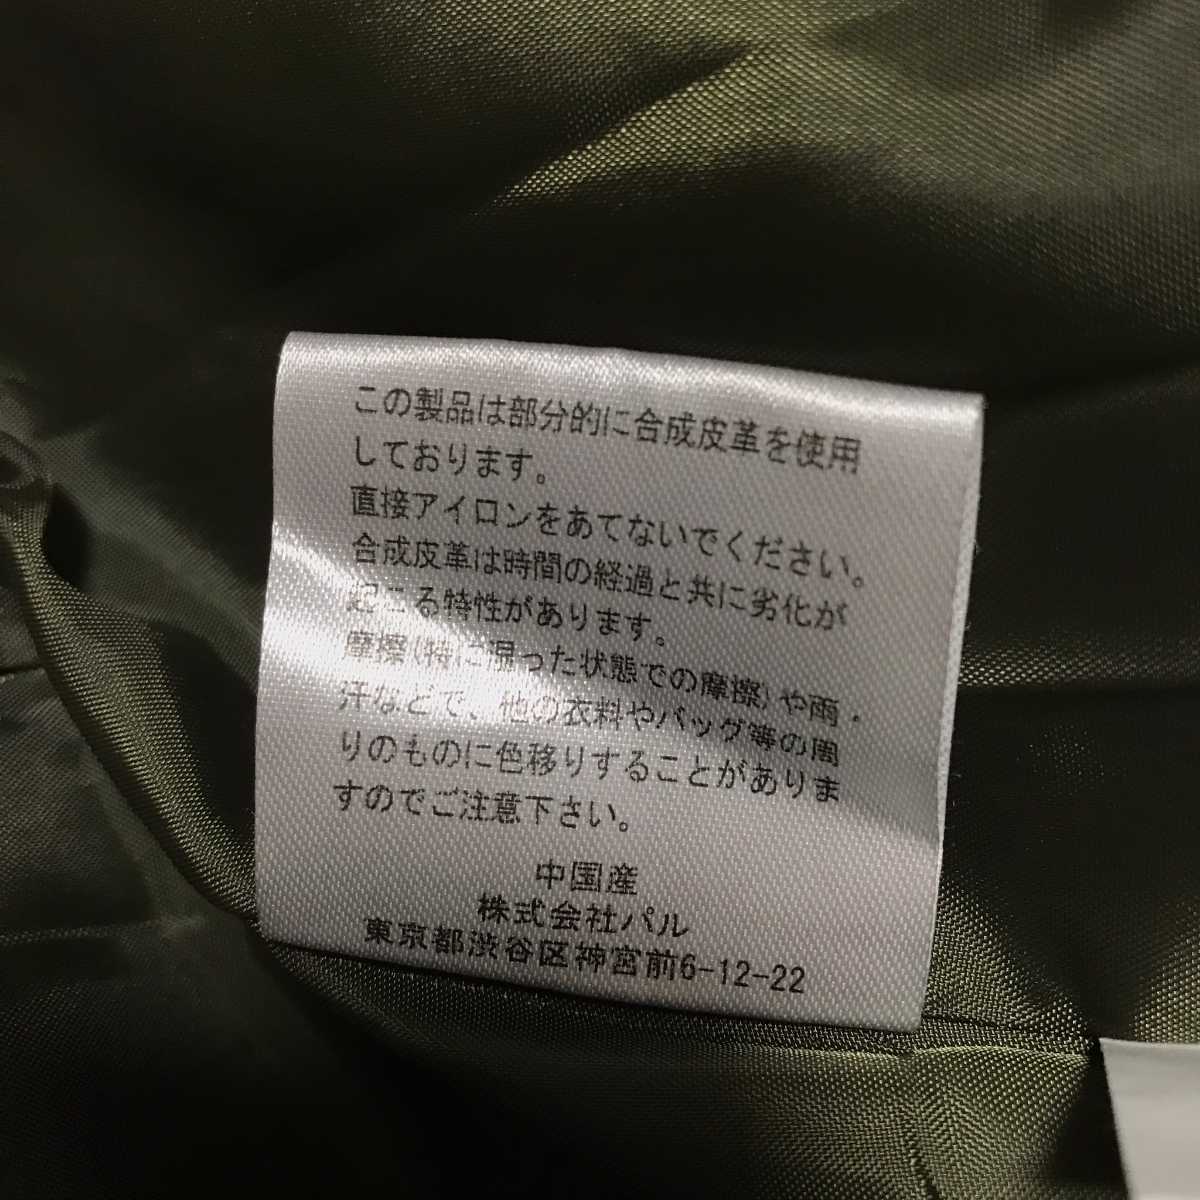 この製品は部分的に合成皮革を使用
しております。
直接アイロンをあてないでください。
合成皮革は時間の経過と共に劣化が
起こる特性があります。
摩擦(特に湿った状態での摩擦)や雨・
汗などで、他の衣料やバッグ等の周
りのものに色移りすることがありま
すのでご注意下さい。
中国産
株式会社パル
東京都渋谷区神宮前6-12-22